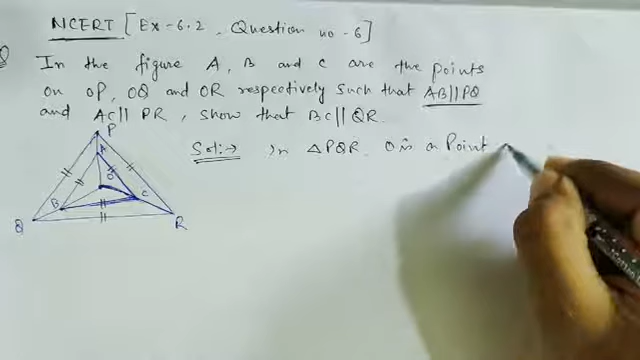 NCERT [Ex-6.2, Question no-6]
Q In the figure A, B and C are the points
on OP, OQ and OR respectively such that AB||PQ
and AC|| PR, show that BC||QR.
Sol:→ In △PQR. O is a Point
P
A
O
B
C
Q
R